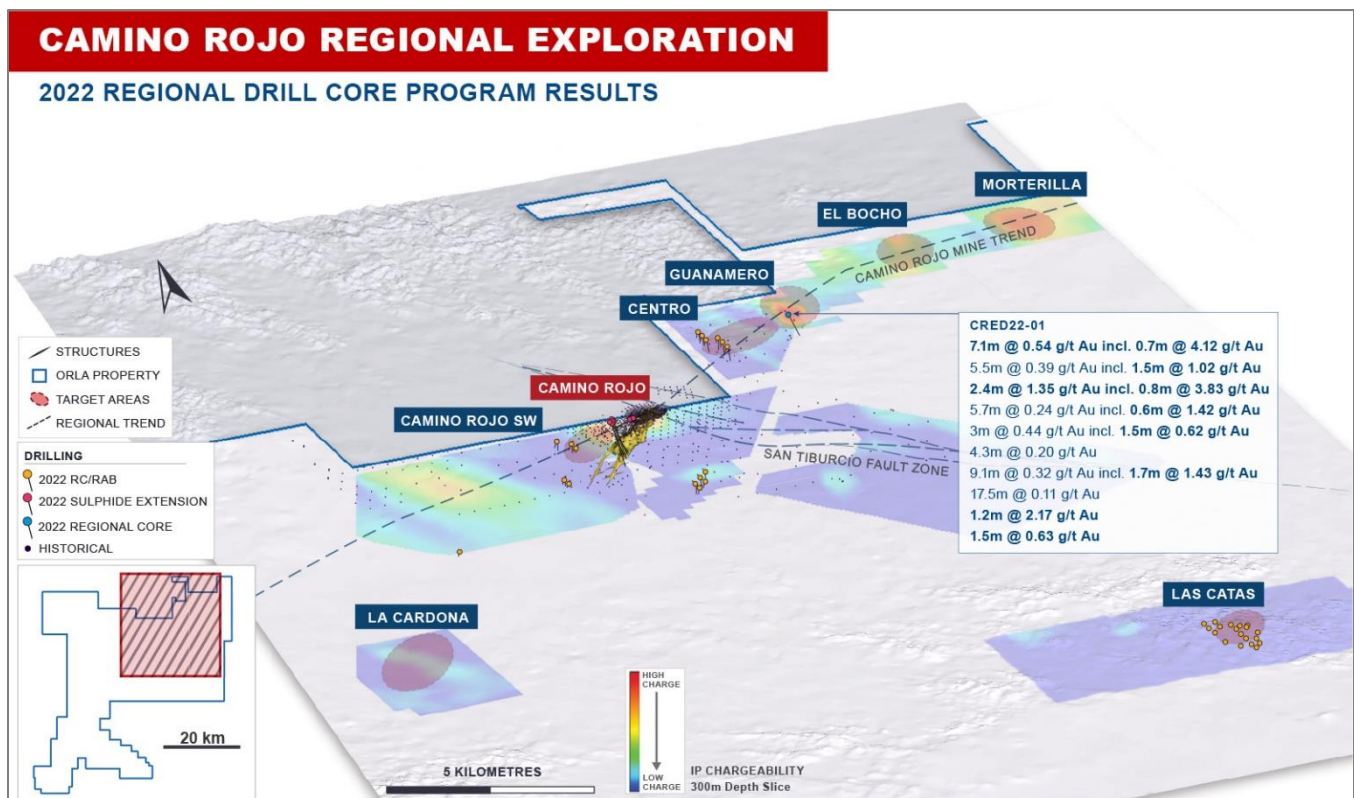 CAMINO ROJO REGIONAL EXPLORATION
2022 REGIONAL DRILL CORE PROGRAM RESULTS
MORTERILLA
EL BOCHO
CAMINO ROJO MINE TREND
GUANAMERO
CENTRO
CAMINO ROJO
CAMINO ROJO SW
SAN TIBURCIO FAULT ZONE
CRED22-01
7.1m @ 0.54 g/t Au incl. 0.7m @ 4.12 g/t Au
5.5m @ 0.39 g/t Au incl. 1.5m @ 1.02 g/t Au
2.4m @ 1.35 g/t Au incl. 0.8m @ 3.83 g/t Au
5.7m @ 0.24 g/t Au incl. 0.6m @ 1.42 g/t Au
3m @ 0.44 g/t Au incl. 1.5m @ 0.62 g/t Au
4.3m @ 0.20 g/t Au
9.1m @ 0.32 g/t Au incl. 1.7m @ 1.43 g/t Au
17.5m @ 0.11 g/t Au
1.2m @ 2.17 g/t Au
1.5m @ 0.63 g/t Au
STRUCTURES
ORLA PROPERTY
TARGET AREAS
REGIONAL TREND
DRILLING
2022 RC/RAB
2022 SULPHIDE EXTENSION
2022 REGIONAL CORE
HISTORICAL
20 km
LA CARDONA
LAS CATAS
5 KILOMETRES
HIGH
CHARGE
LOW
CHARGE
IP CHARGEABILITY
300m Depth Slice